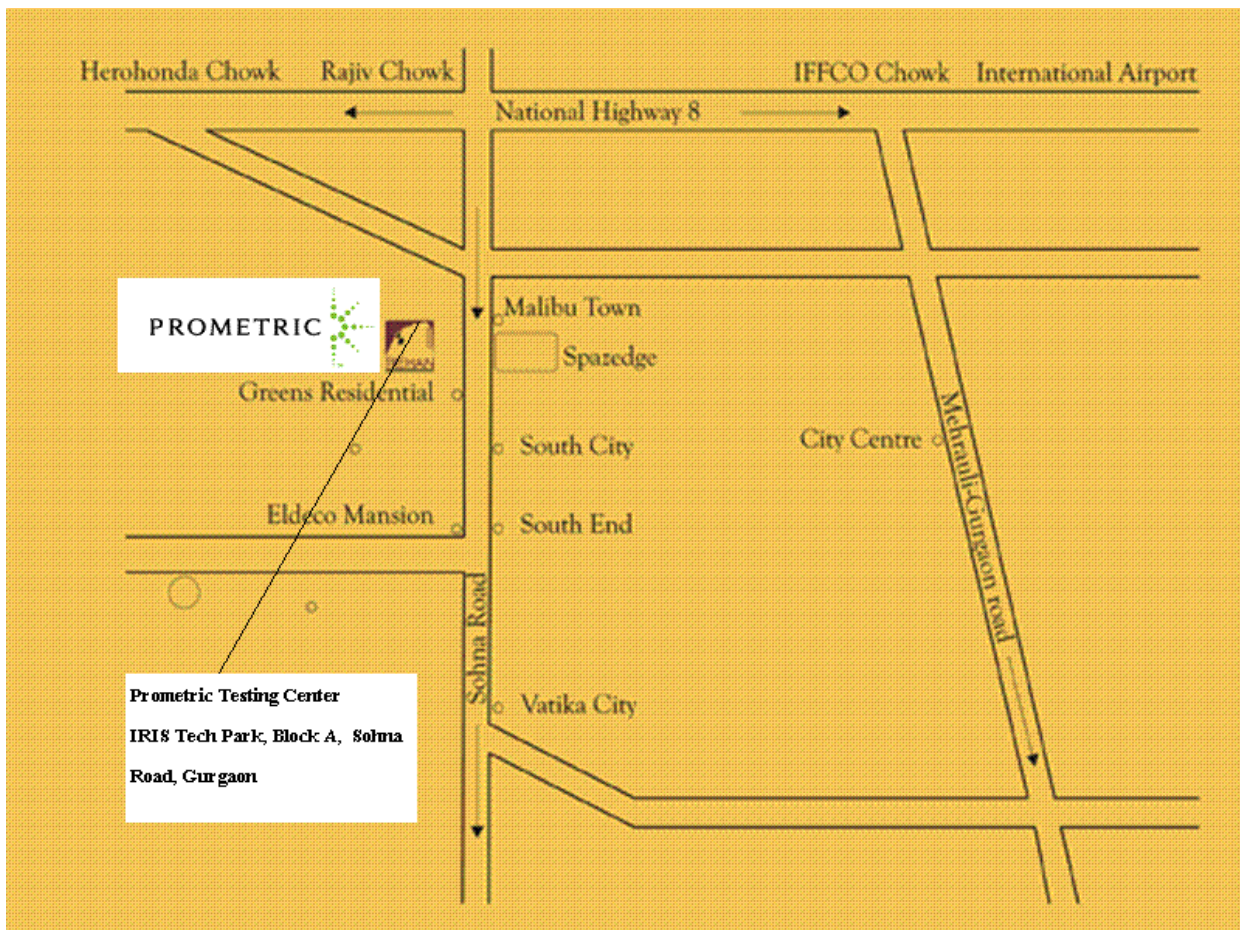 Herohonda Chowk Rajiv Chowk IFFCO Chowk International Airport
National Highway 8
PROMETRIC
Malibu Town
Spazedge
Greens Residential
South City
City Centre
Mehrauli-Gurgaon road
Eldeco Mansion
South End
Sohna Road
Vatika City
Prometric Testing Center
IRIS Tech Park, Block A, Sohna
Road, Gurgaon